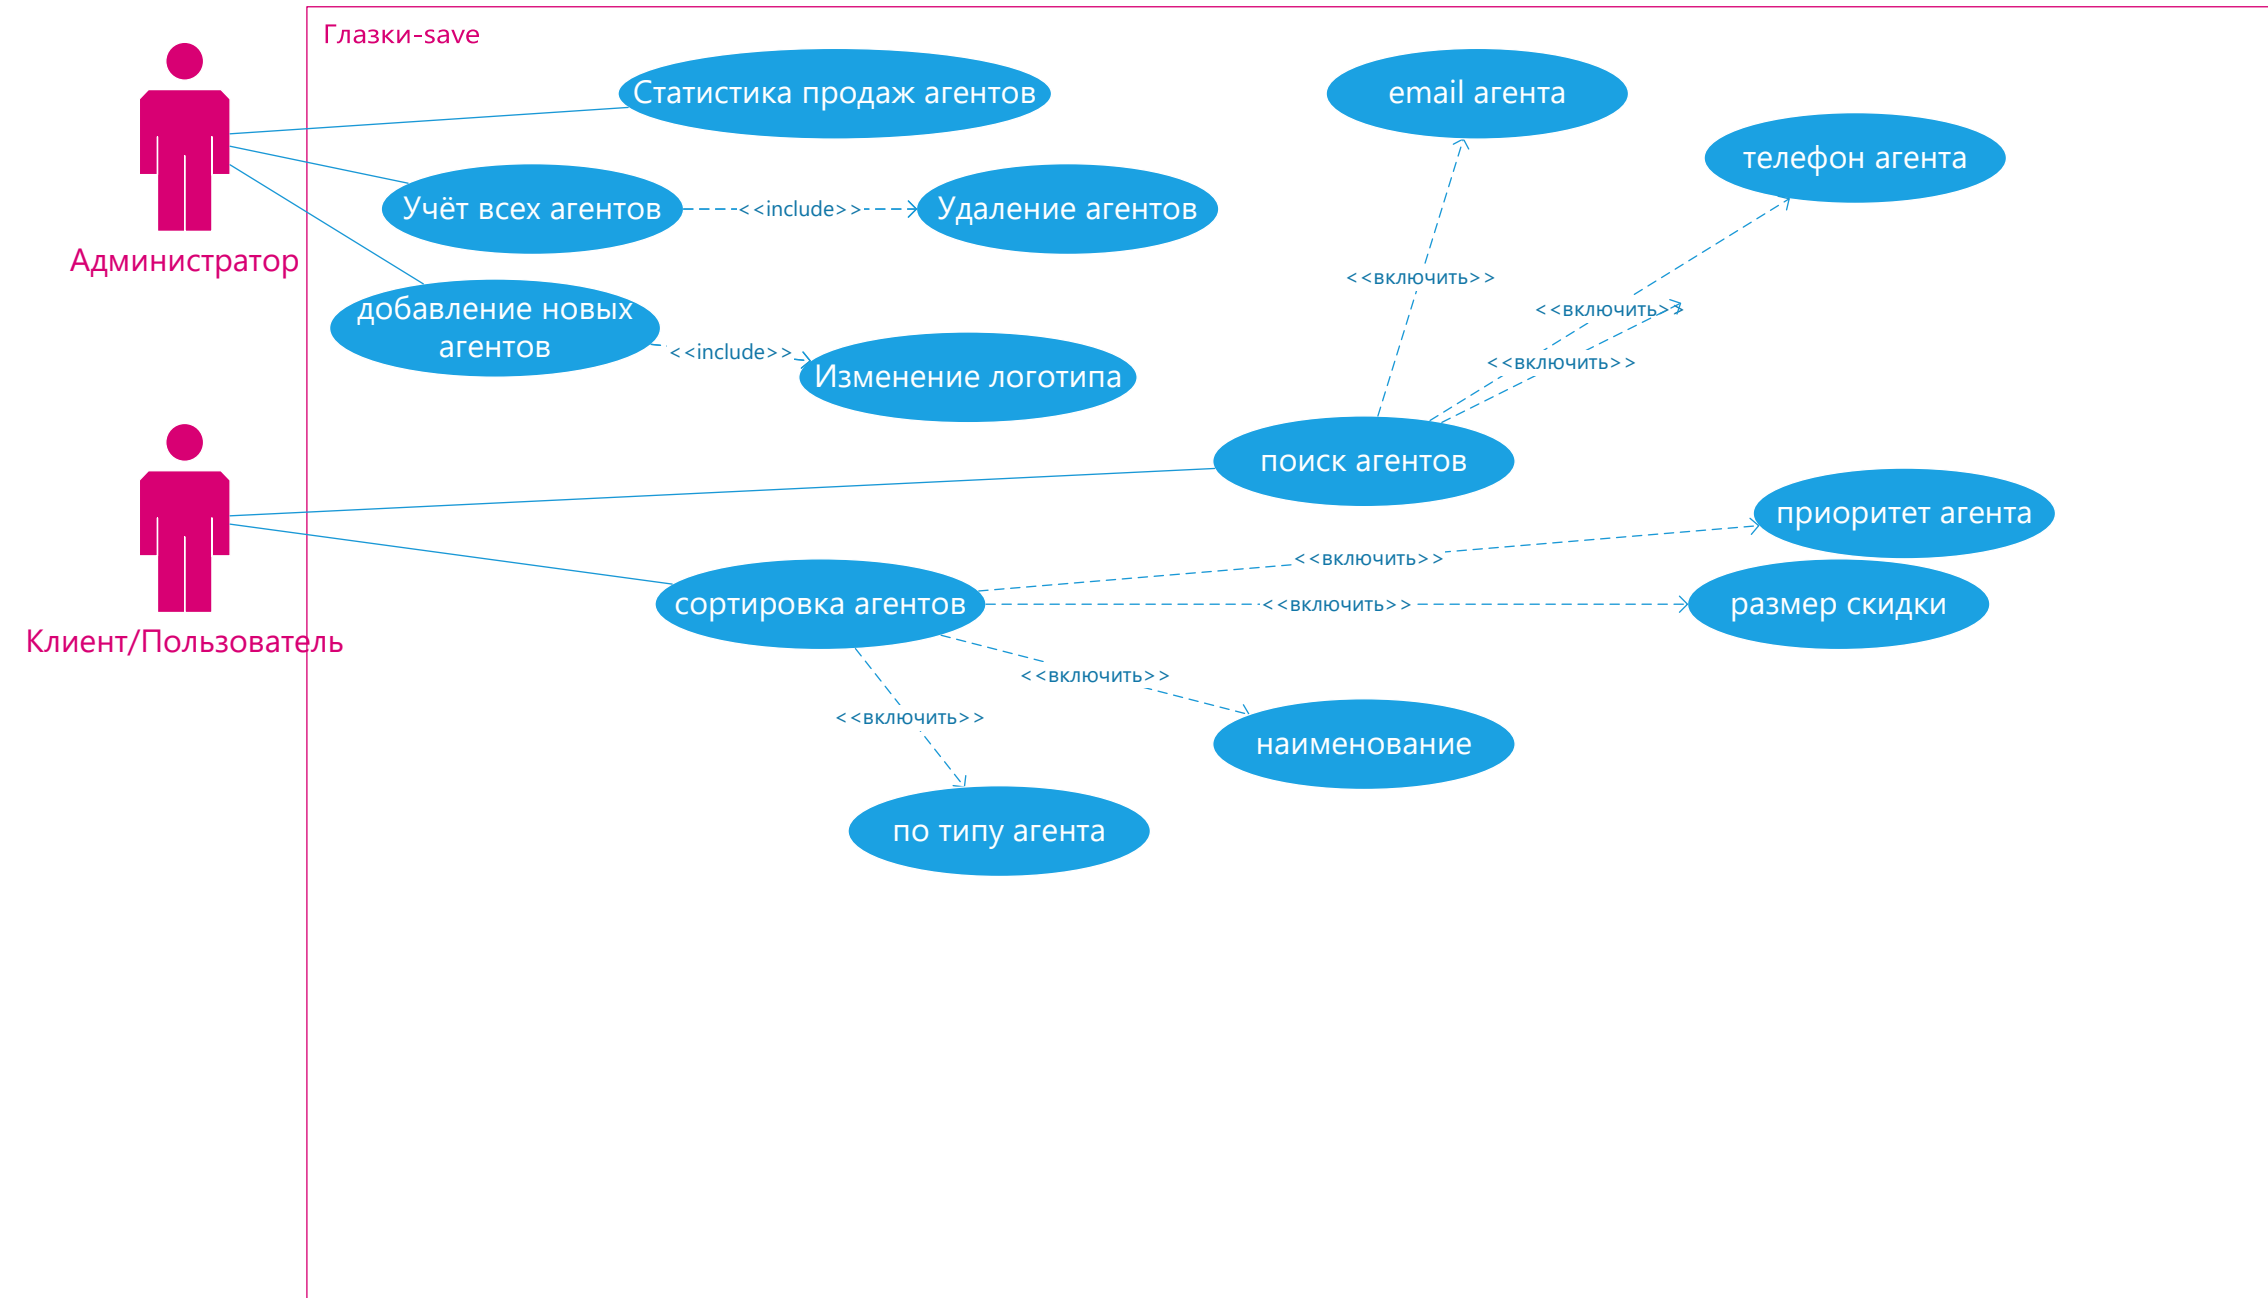 Глазки-save
Статистика продаж агентов
email агента
телефон агента
Учёт всех агентов
<<include>>
Удаление агентов
Администратор
<<включить>>
добавление новых
агентов
<<включить>>
<<include>>
<<включить>>
Изменение логотипа
поиск агентов
приоритет агента
<<включить>>
сортировка агентов
<<включить>>
размер скидки
Клиент/Пользователь
<<включить>>
<<включить>>
наименование
по типу агента